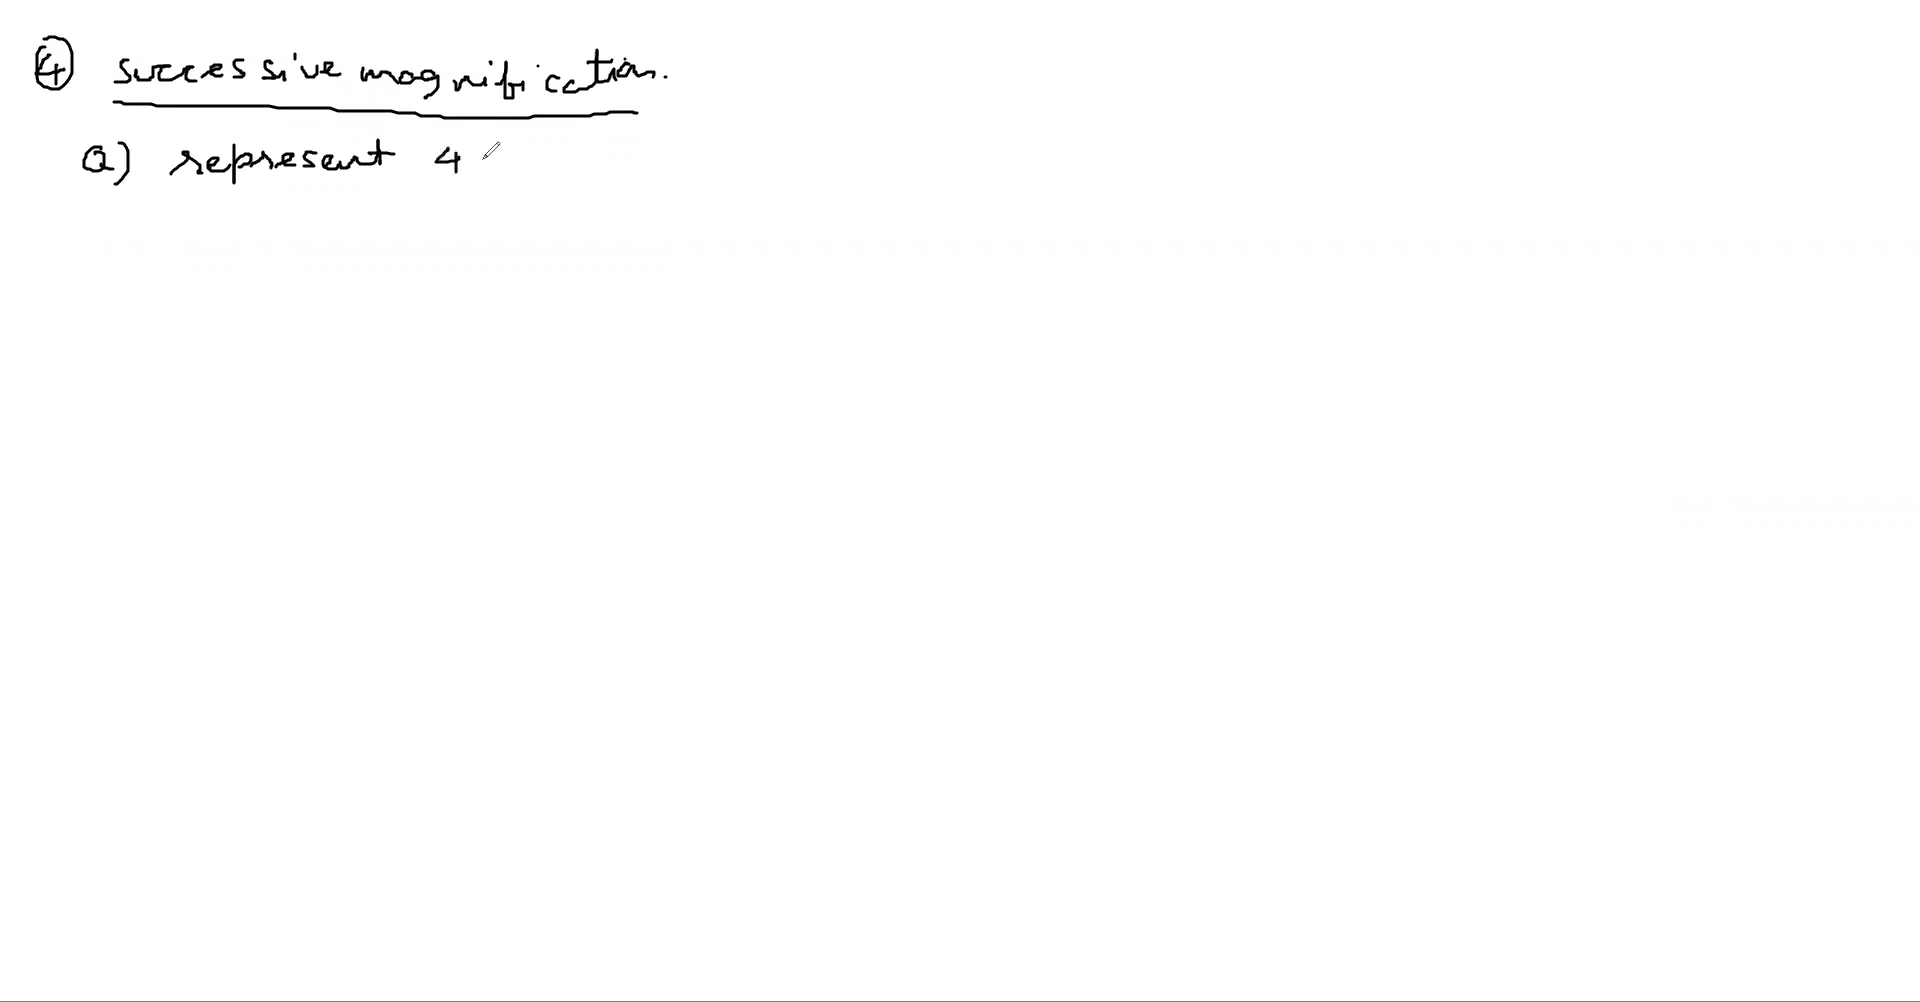 ④ successive magnification.
Q) represent 4